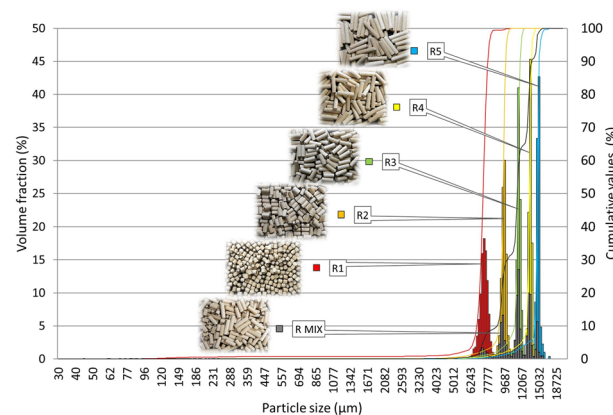 50
45
40
35
30
25
20
15
10
5
0
Volume fraction (%)
100
90
80
70
60
50
40
30
20
10
0
Cumulative values (%)
R5
R4
R3
R2
R1
R MIX
30 40 50 62 77 96 120 149 186 231 288 359 447 557 694 865 1077 1342 1671 2082 2593 3230 4023 5012 6243 7777 9687 12067 15032 18725
Particle size (µm)